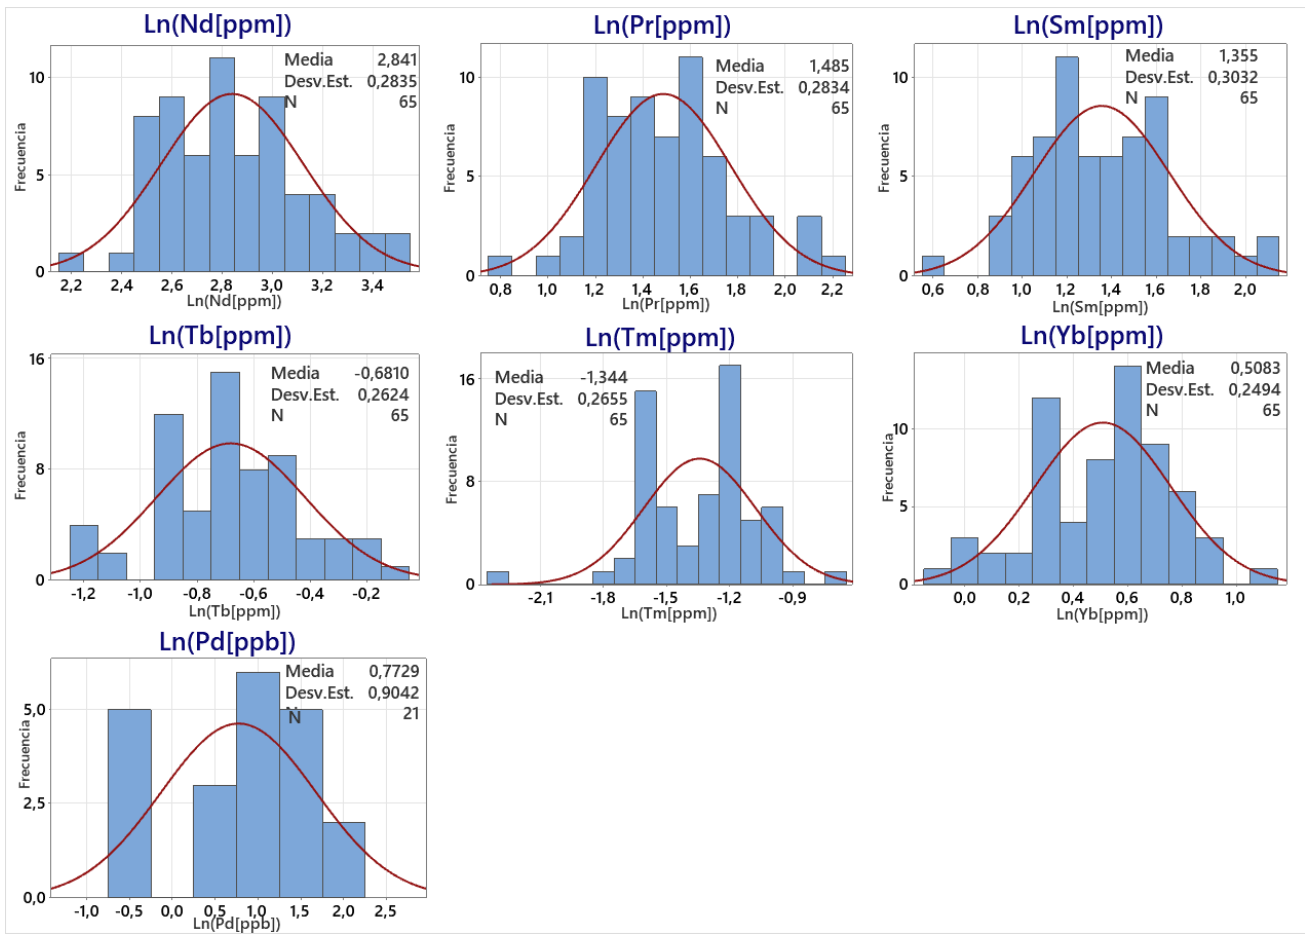 Ln(Nd[ppm])
Media 2,841
Desv.Est. 0,2835
N 65
Frecuencia
10
5
0
2,2 2,4 2,6 2,8 3,0 3,2 3,4
Ln(Nd[ppm])
Ln(Pr[ppm])
Media 1,485
Desv.Est. 0,2834
N 65
Frecuencia
10
5
0
0,8 1,0 1,2 1,4 1,6 1,8 2,0 2,2
Ln(Pr[ppm])
Ln(Sm[ppm])
Media 1,355
Desv.Est. 0,3032
N 65
Frecuencia
10
5
0
0,6 0,8 1,0 1,2 1,4 1,6 1,8 2,0
Ln(Sm[ppm])
Ln(Tb[ppm])
Media -0,6810
Desv.Est. 0,2624
N 65
Frecuencia
16
8
0
-1,2 -1,0 -0,8 -0,6 -0,4 -0,2
Ln(Tb[ppm])
Ln(Tm[ppm])
Media -1,344
Desv.Est. 0,2655
N 65
Frecuencia
16
8
0
-2,1 -1,8 -1,5 -1,2 -0,9
Ln(Tm[ppm])
Ln(Yb[ppm])
Media 0,5083
Desv.Est. 0,2494
N 65
Frecuencia
10
5
0
0,0 0,2 0,4 0,6 0,8 1,0
Ln(Yb[ppm])
Ln(Pd[ppb])
Media 0,7729
Desv.Est. 0,9042
N 21
Frecuencia
5,0
2,5
0,0
-1,0 -0,5 0,0 0,5 1,0 1,5 2,0 2,5
Ln(Pd[ppb])